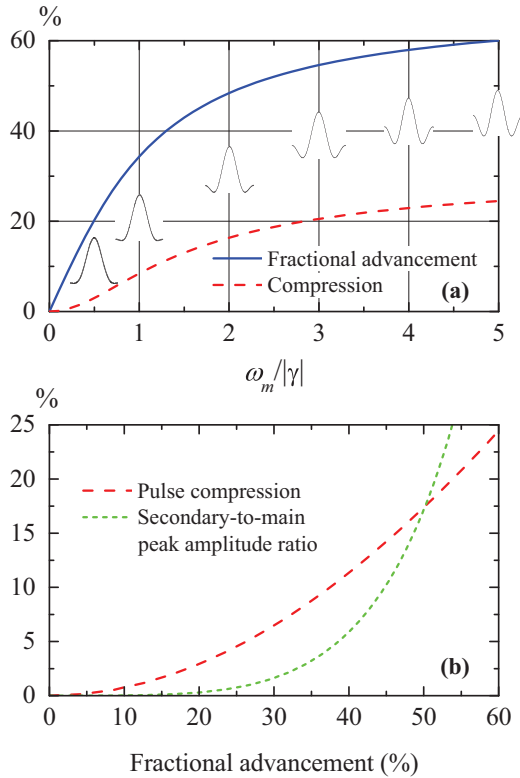 %
60
40
20
0
0 1 2 3 4 5
Fractional advancement
Compression
(a)
ω_m/|γ|
%
25
20
15
10
5
0
0 10 20 30 40 50 60
Pulse compression
Secondary-to-main
peak amplitude ratio
(b)
Fractional advancement (%)